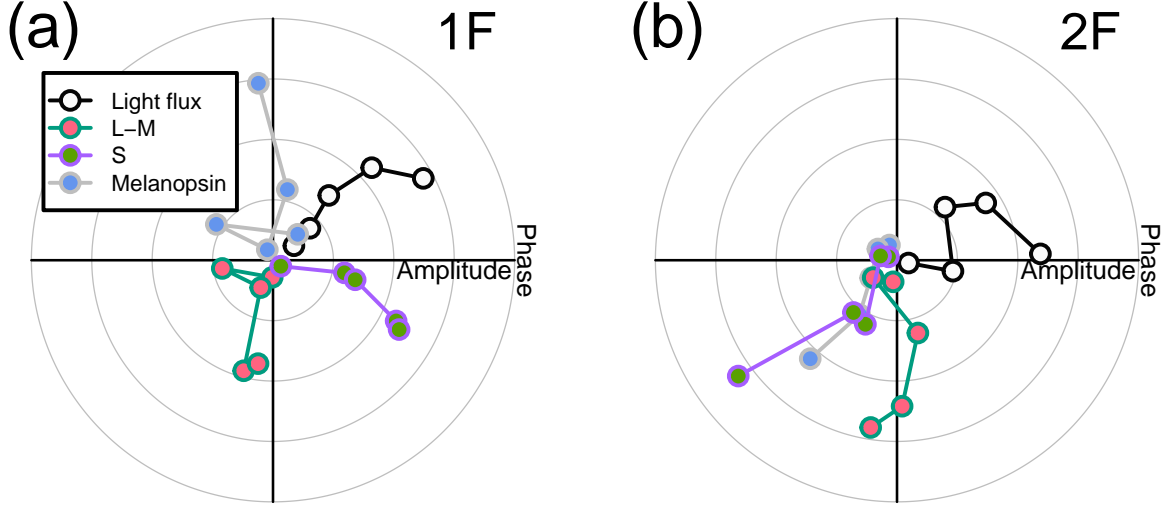 (a)
1F
Light flux
L−M
S
Melanopsin
Amplitude
Phase
(b)
2F
Amplitude
Phase